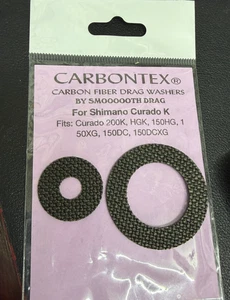 CARBONTEX®
CARBON FIBER DRAG WASHERS
BY SMOOOOOTH DRAG
For Shimano Curado K
Fits: Curado 200K, HGK, 150HG, 1
50XG, 150DC, 150DCXG